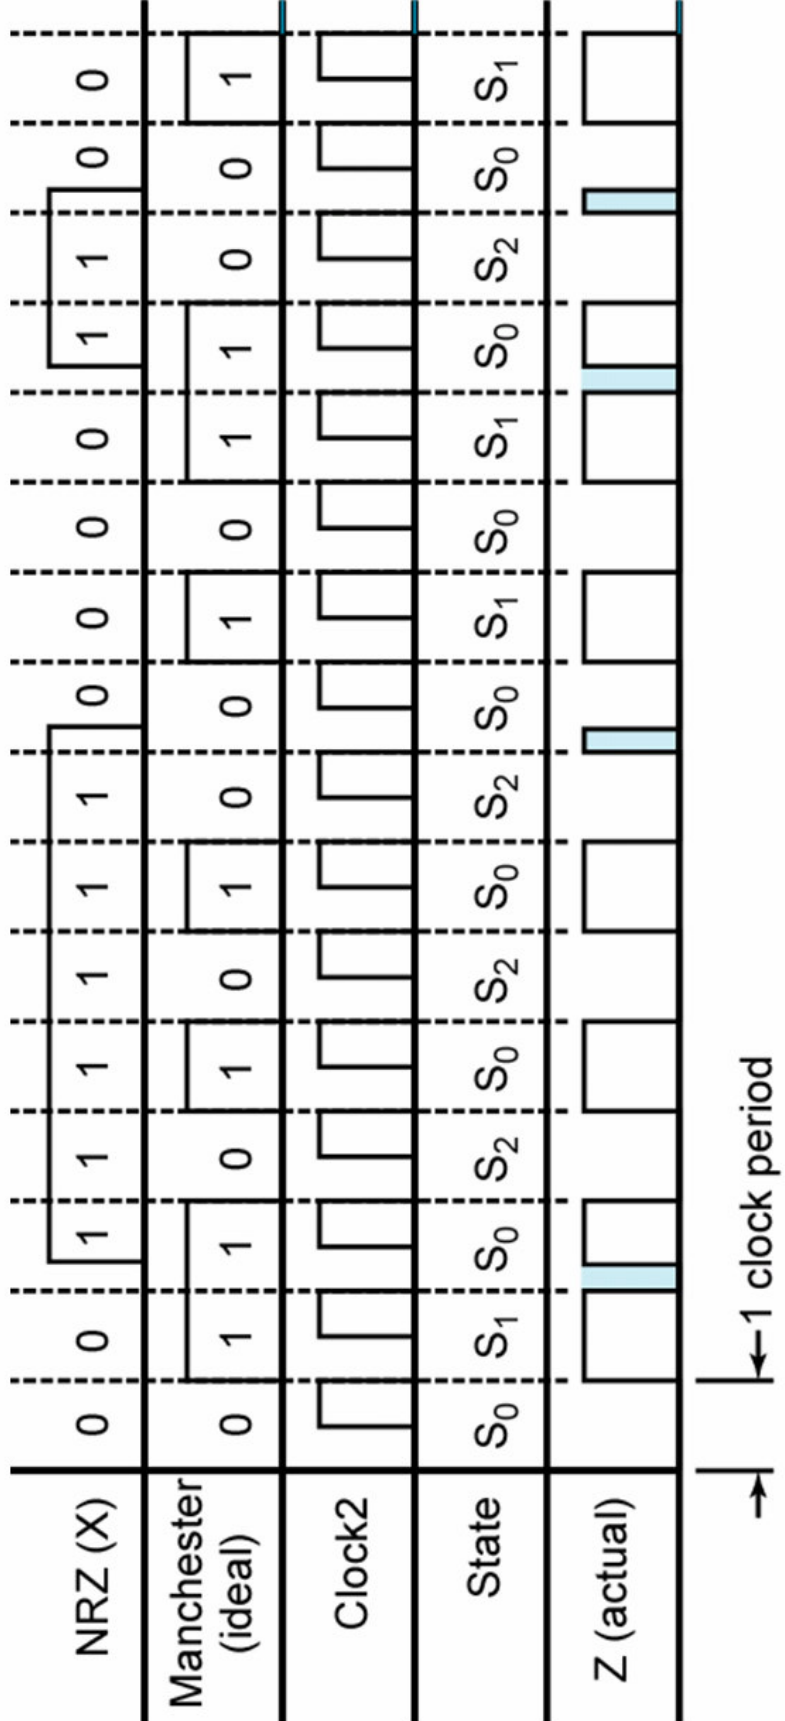 NRZ (X) 0 0 1 1 1 1 1 1 0 0 0 0 1 1 0 0
Manchester
(ideal) 0 1 1 0 1 0 1 0 0 1 0 1 1 0 0 1
Clock2
State S₀ S₁ S₀ S₂ S₀ S₂ S₀ S₂ S₀ S₁ S₀ S₁ S₀ S₂ S₀ S₁
Z (actual)
1 clock period